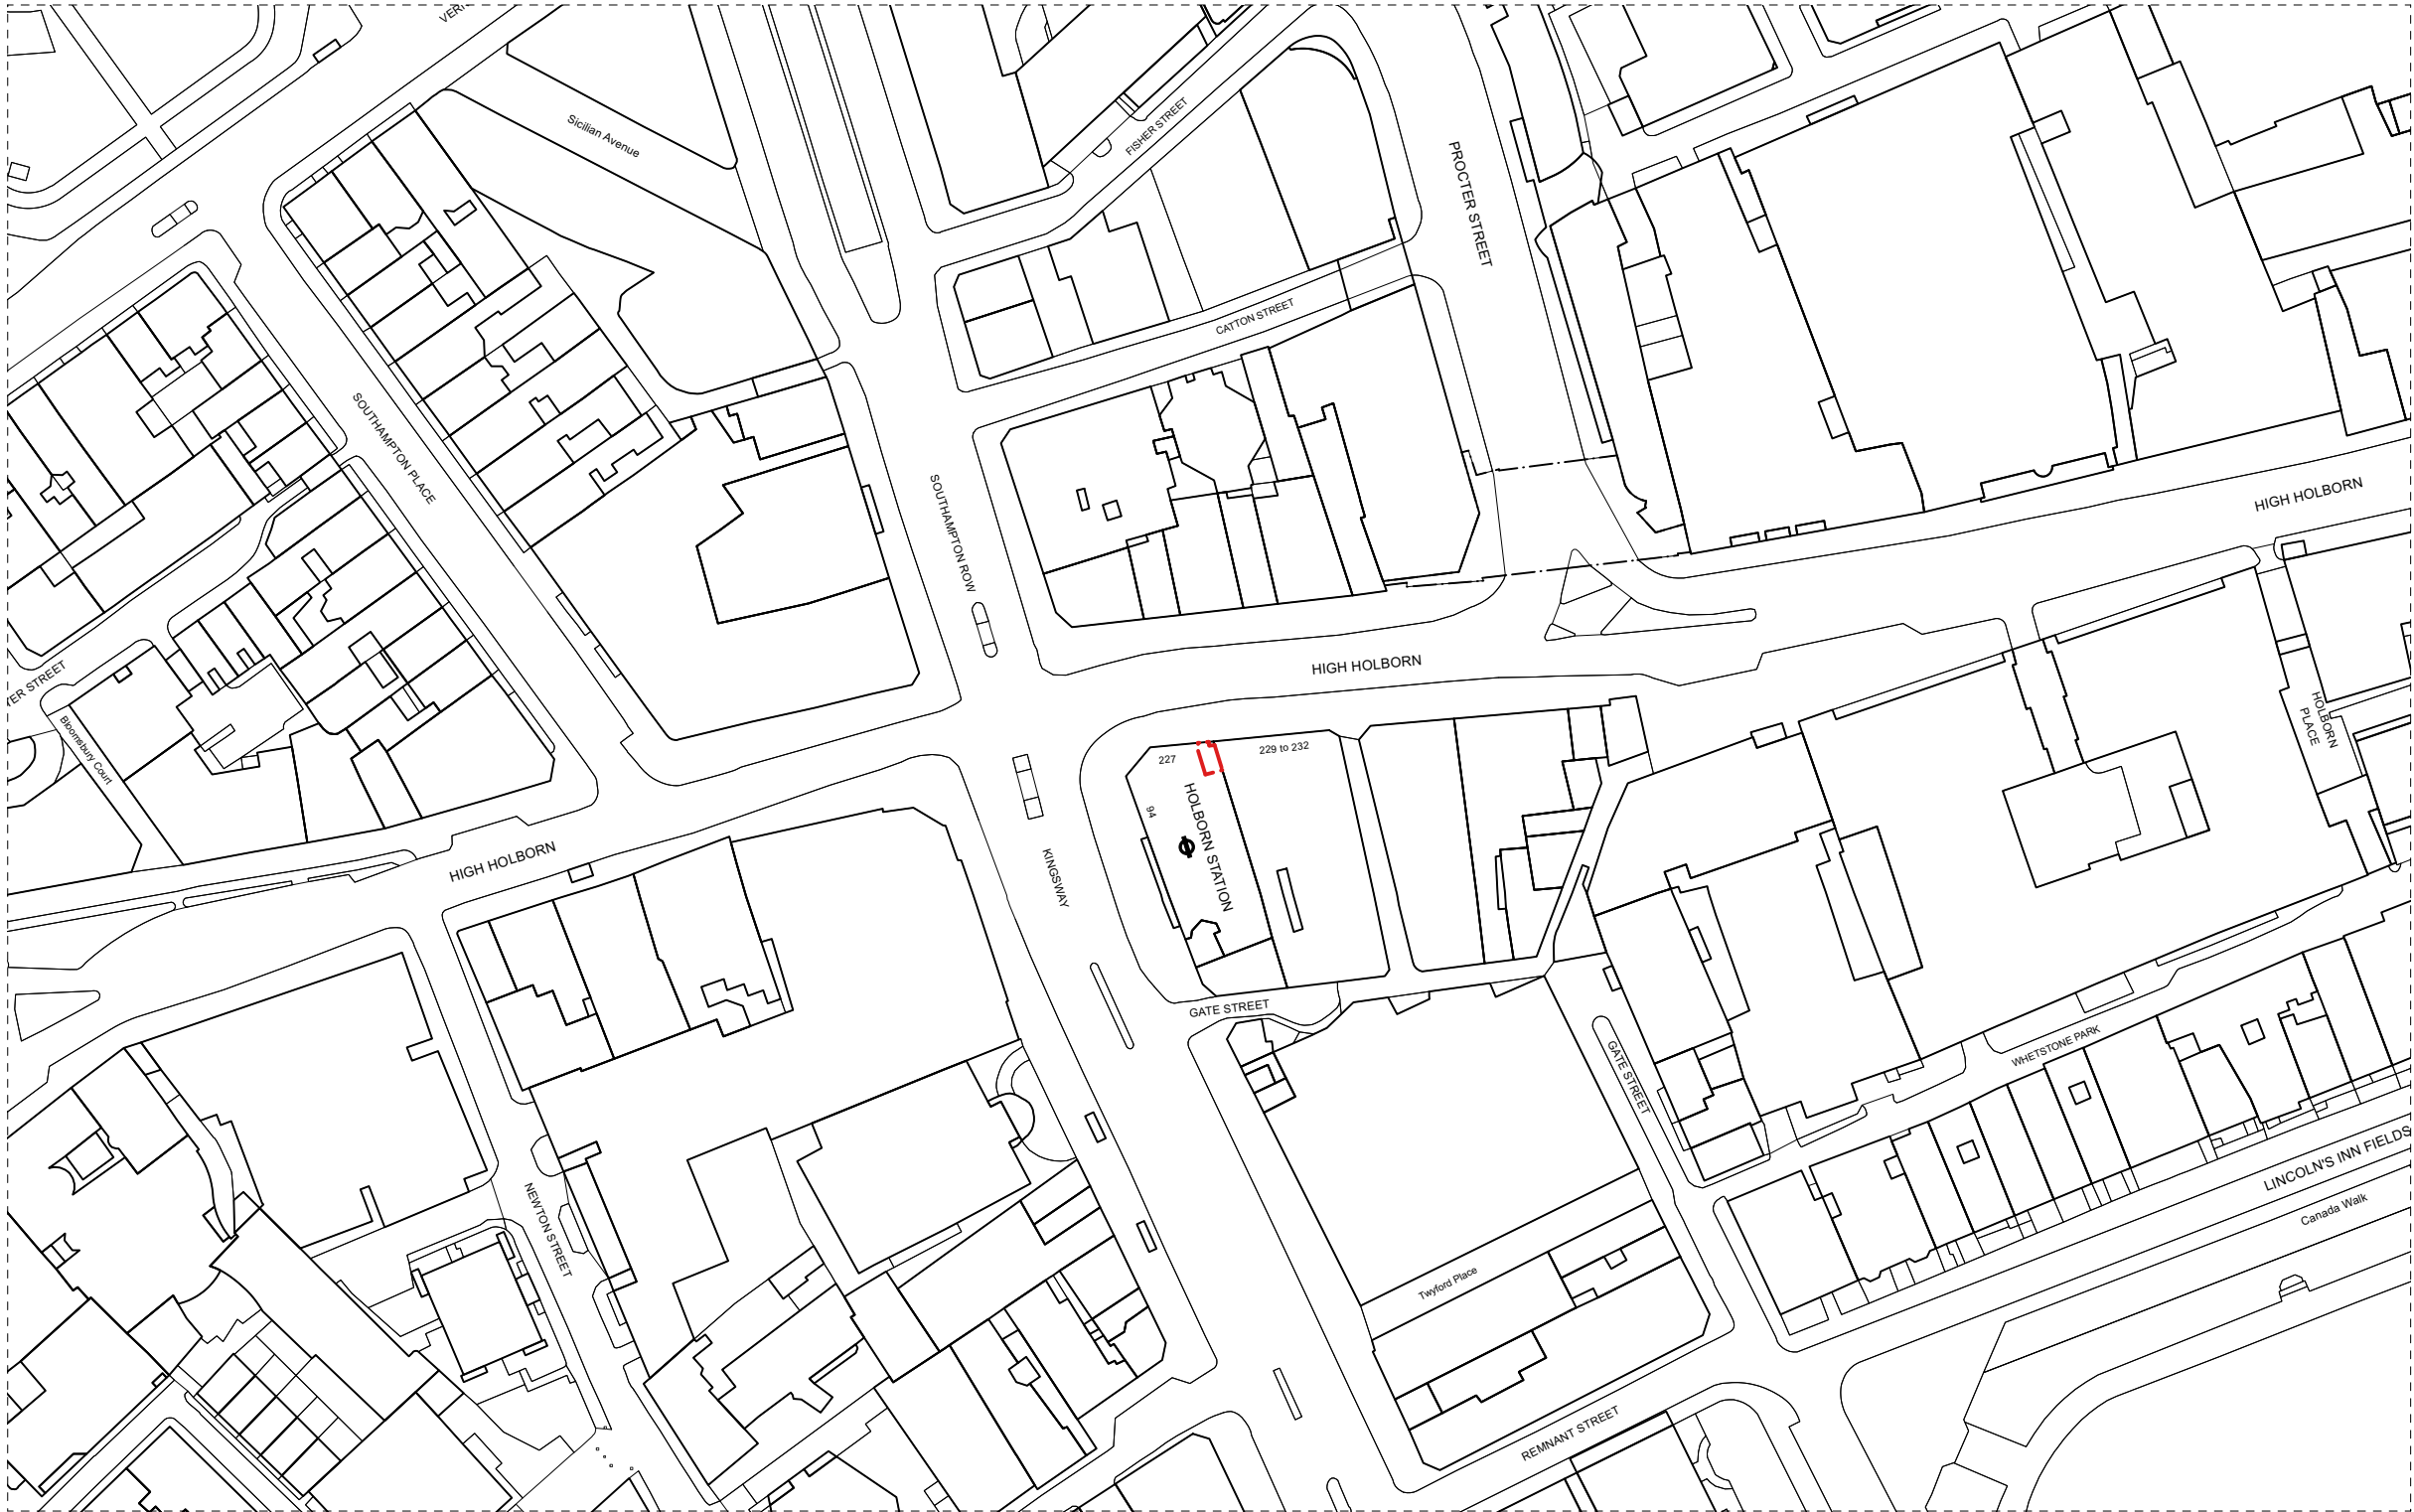 Sicilian Avenue
FISHER STREET
PROCTER STREET
CATTON STREET
SOUTHAMPTON PLACE
SOUTHAMPTON ROW
HIGH HOLBORN
HIGH HOLBORN
ER STREET
Bloomsbury Court
HOLBORN
PLACE
227
229 to 232
94
HOLBORN STATION
HIGH HOLBORN
KINGSWAY
GATE STREET
GATE STREET
WHETSTONE PARK
NEWTON STREET
LINCOLN'S INN FIELDS
Canada Walk
Twyford Place
REMNANT STREET